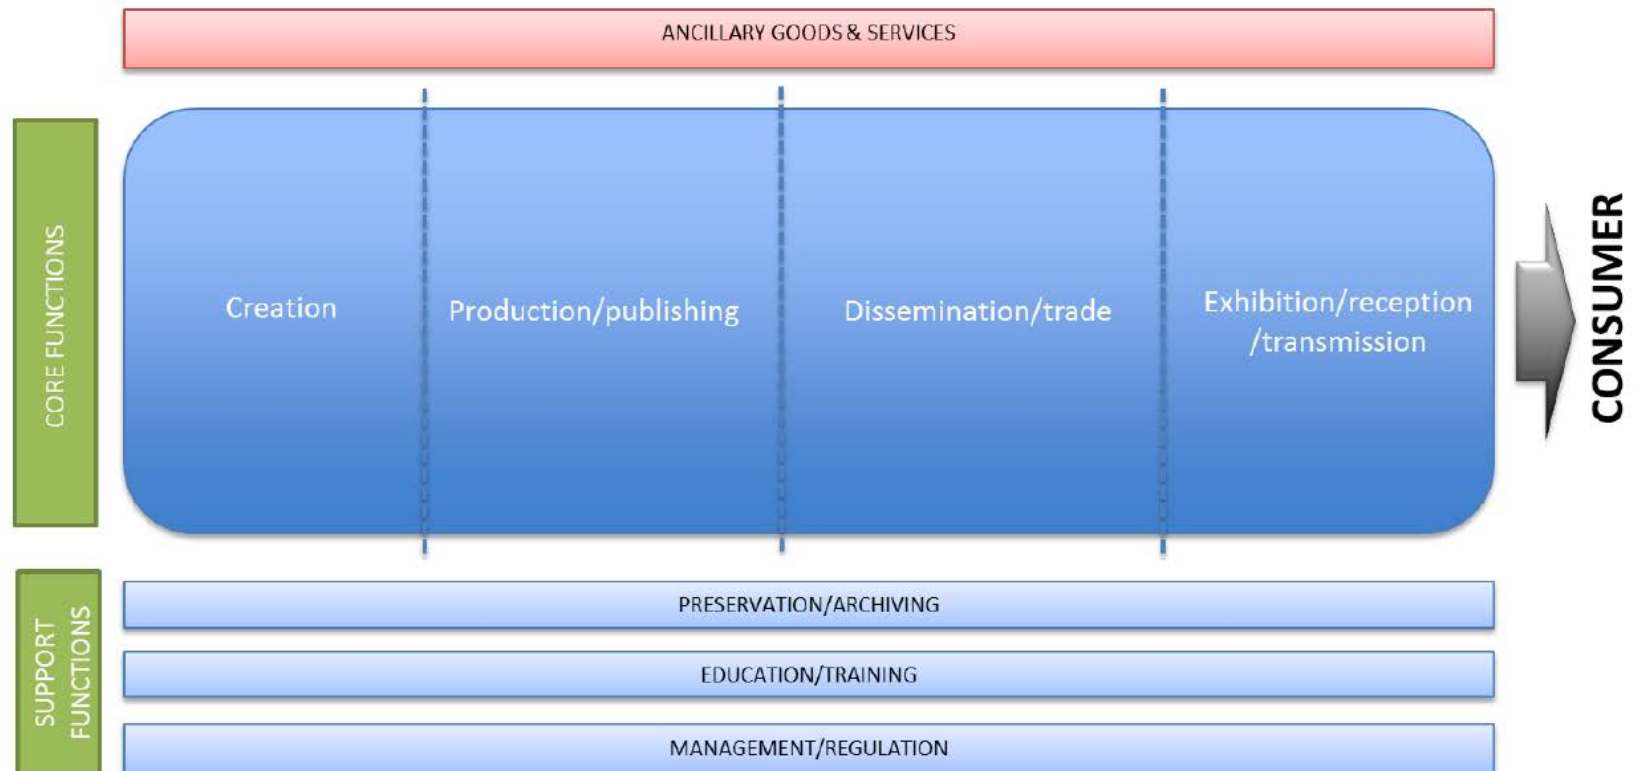 ANCILLARY GOODS & SERVICES
CORE FUNCTIONS
Creation
Production/publishing
Dissemination/trade
Exhibition/reception
/transmission
CONSUMER
SUPPORT
FUNCTIONS
PRESERVATION/ARCHIVING
EDUCATION/TRAINING
MANAGEMENT/REGULATION